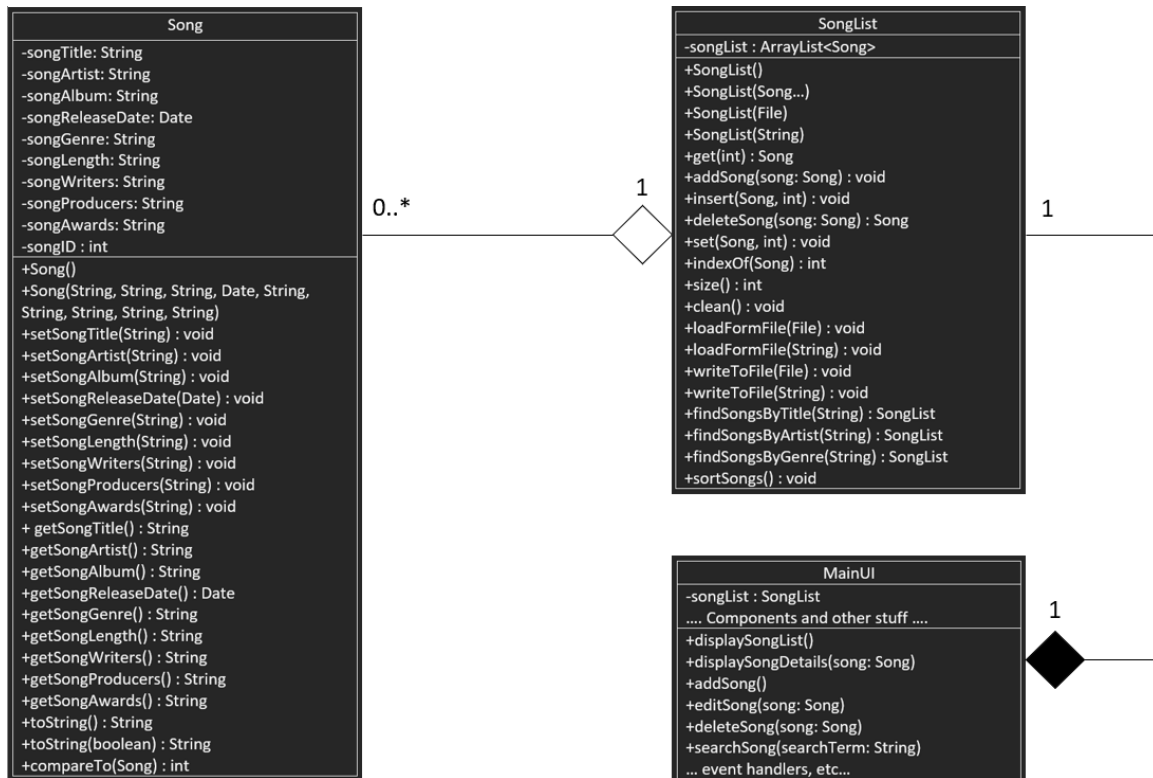 Song
-songTitle: String
-songArtist: String
-songAlbum: String
-songReleaseDate: Date
-songGenre: String
-songLength: String
-songWriters: String
-songProducers: String
-songAwards: String
-songID : int
+Song()
+Song(String, String, String, Date, String,
String, String, String, String)
+setSongTitle(String) : void
+setSongArtist(String) : void
+setSongAlbum(String) : void
+setSongReleaseDate(Date) : void
+setSongGenre(String) : void
+setSongLength(String) : void
+setSongWriters(String) : void
+setSongProducers(String) : void
+setSongAwards(String) : void
+ getSongTitle() : String
+getSongArtist() : String
+getSongAlbum() : String
+getSongReleaseDate() : Date
+getSongGenre() : String
+getSongLength() : String
+getSongWriters() : String
+getSongProducers() : String
+getSongAwards() : String
+toString() : String
+toString(boolean) : String
+compareTo(Song) : int
0..*
1
SongList
-songList : ArrayList<Song>
+SongList()
+SongList(Song...)
+SongList(File)
+SongList(String)
+get(int) : Song
+addSong(song: Song) : void
+insert(Song, int) : void
+deleteSong(song: Song) : Song
+set(Song, int) : void
+indexOf(Song) : int
+size() : int
+clean() : void
+loadFormFile(File) : void
+loadFormFile(String) : void
+writeToFile(File) : void
+writeToFile(String) : void
+findSongsByTitle(String) : SongList
+findSongsByArtist(String) : SongList
+findSongsByGenre(String) : SongList
+sortSongs() : void
1
MainUI
-songList : SongList
.... Components and other stuff ....
+displaySongList()
+displaySongDetails(song: Song)
+addSong()
+editSong(song: Song)
+deleteSong(song: Song)
+searchSong(searchTerm: String)
... event handlers, etc...
1